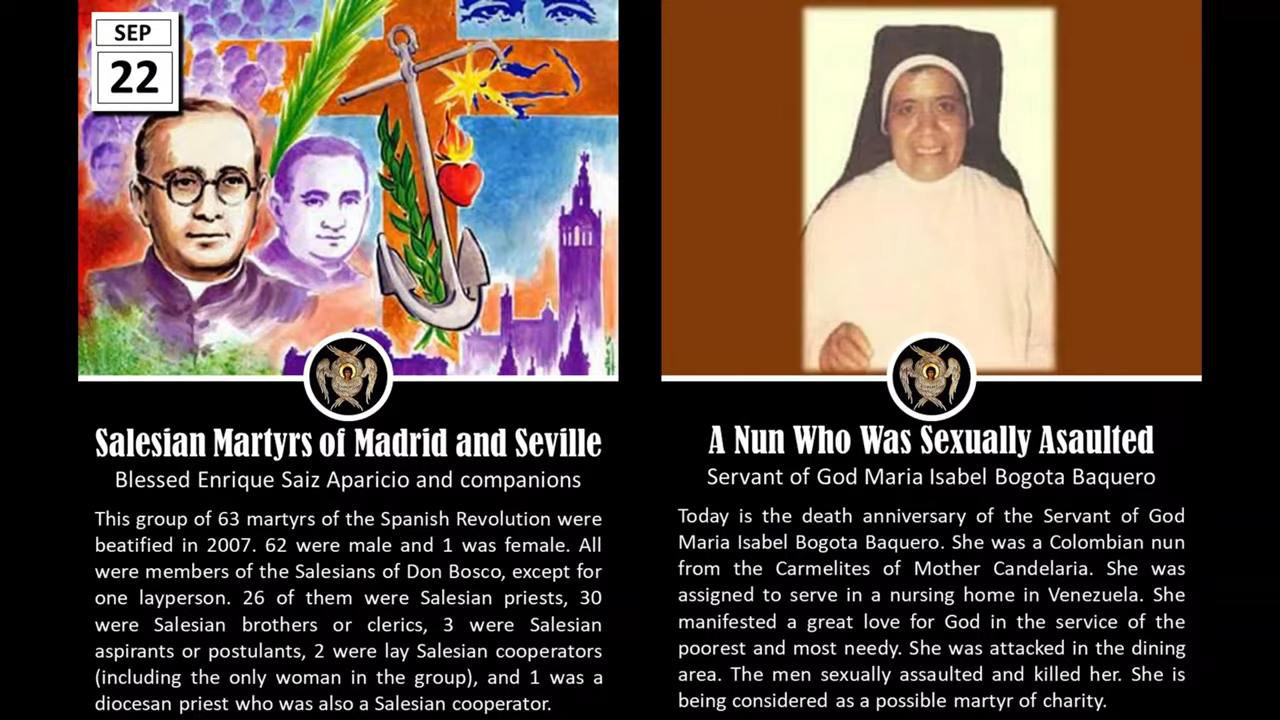 SEP
22
Salesian Martyrs of Madrid and Seville
Blessed Enrique Saiz Aparicio and companions
This group of 63 martyrs of the Spanish Revolution were
beatified in 2007. 62 were male and 1 was female. All
were members of the Salesians of Don Bosco, except for
one layperson. 26 of them were Salesian priests, 30
were Salesian brothers or clerics, 3 were Salesian
aspirants or postulants, 2 were lay Salesian cooperators
(including the only woman in the group), and 1 was a
diocesan priest who was also a Salesian cooperator.
A Nun Who Was Sexually Asaulted
Servant of God Maria Isabel Bogota Baquero
Today is the death anniversary of the Servant of God
Maria Isabel Bogota Baquero. She was a Colombian nun
from the Carmelites of Mother Candelaria. She was
assigned to serve in a nursing home in Venezuela. She
manifested a great love for God in the service of the
poorest and most needy. She was attacked in the dining
area. The men sexually assaulted and killed her. She is
being considered as a possible martyr of charity.